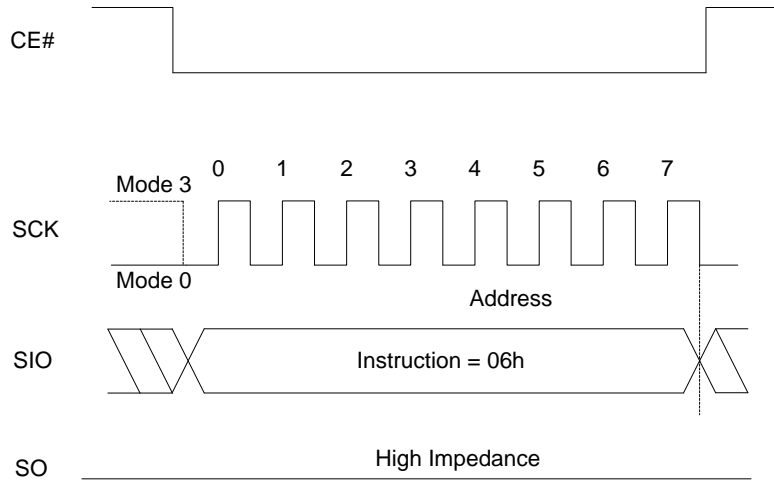 CE#
0 1 2 3 4 5 6 7
Mode 3
SCK
Mode 0
Address
SIO
Instruction = 06h
High Impedance
SO